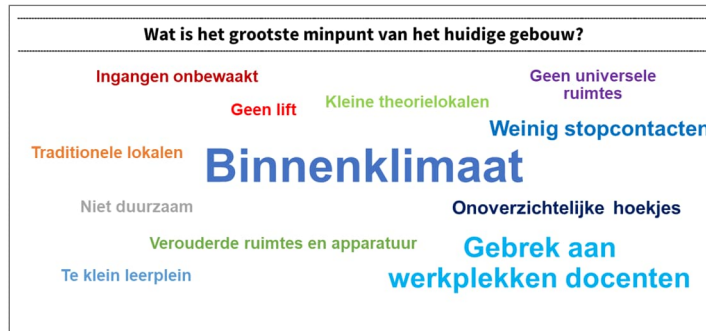 Wat is het grootste minpunt van het huidige gebouw?
Ingangen onbewaakt
Geen universele
ruimtes
Kleine theorielokalen
Geen lift
Weinig stopcontacten
Traditionele lokalen
Binnenklimaat
Niet duurzaam
Onoverzichtelijke hoekjes
Verouderde ruimtes en apparatuur
Gebrek aan
werkplekken docenten
Te klein leerplein